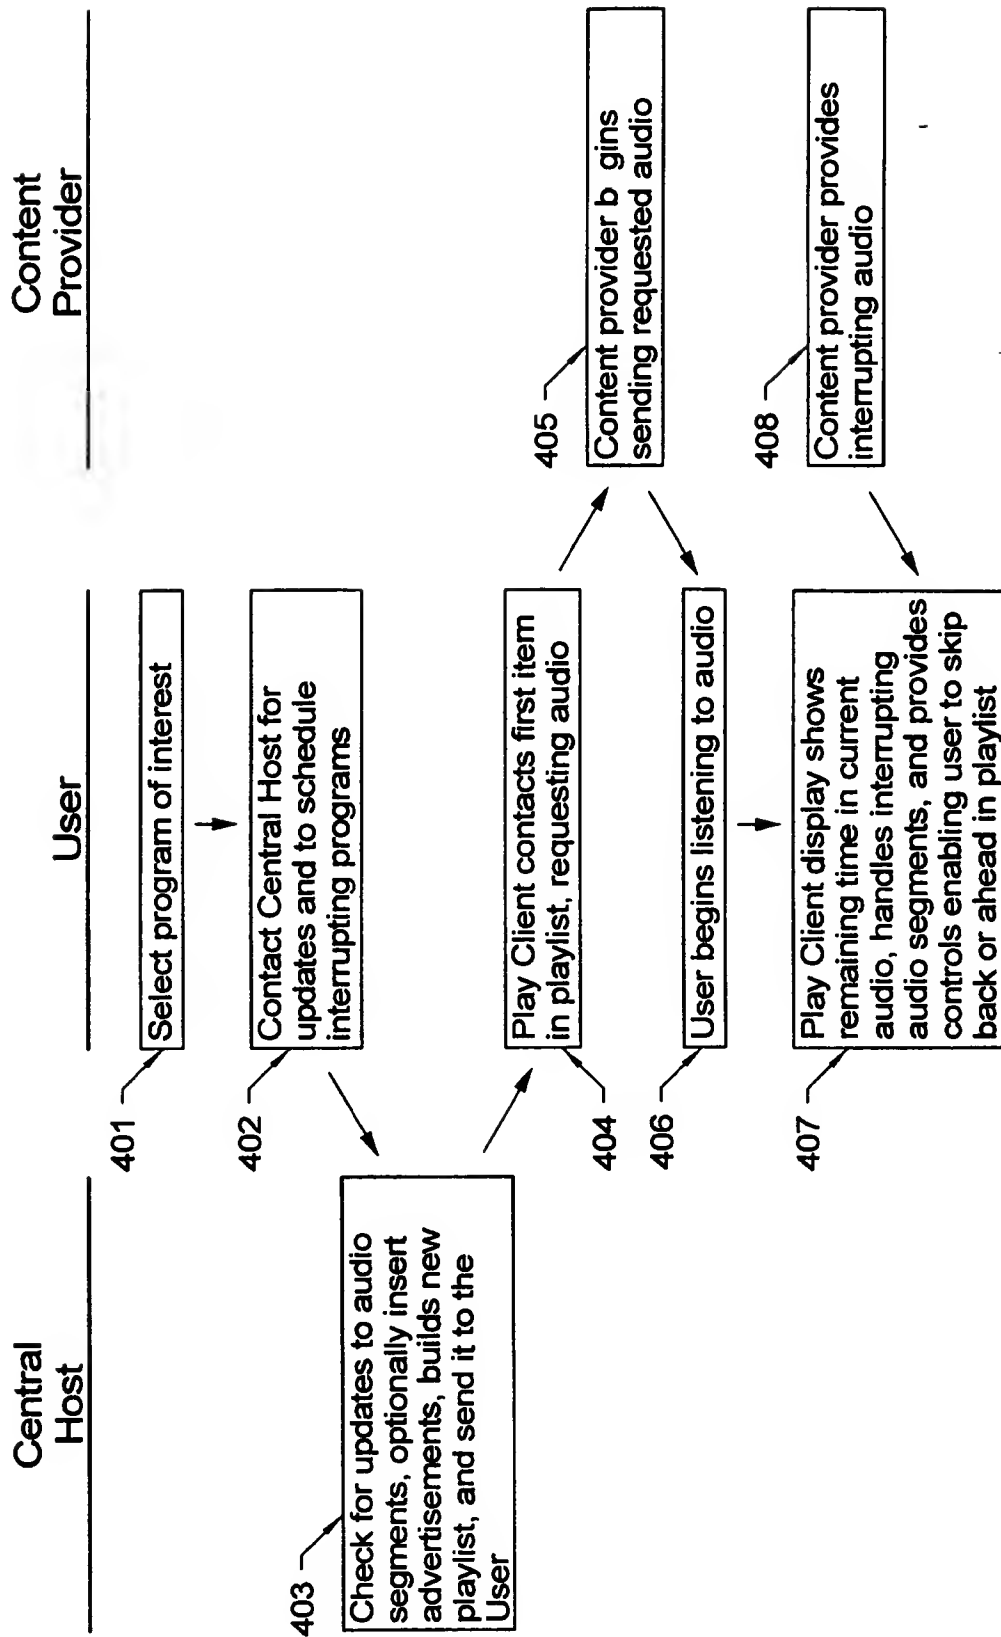 Central
Host
User
Content
Provider
401
Select program of interest
402
Contact Central Host for
updates and to schedule
interrupting programs
403
Check for updates to audio
segments, optionally insert
advertisements, builds new
playlist, and send it to the
User
404
Play Client contacts first item
in playlist, requesting audio
405
Content provider b gins
sending requested audio
406
User begins listening to audio
407
Play Client display shows
remaining time in current
audio, handles interrupting
audio segments, and provides
controls enabling user to skip
back or ahead in playlist
408
Content provider provides
interrupting audio